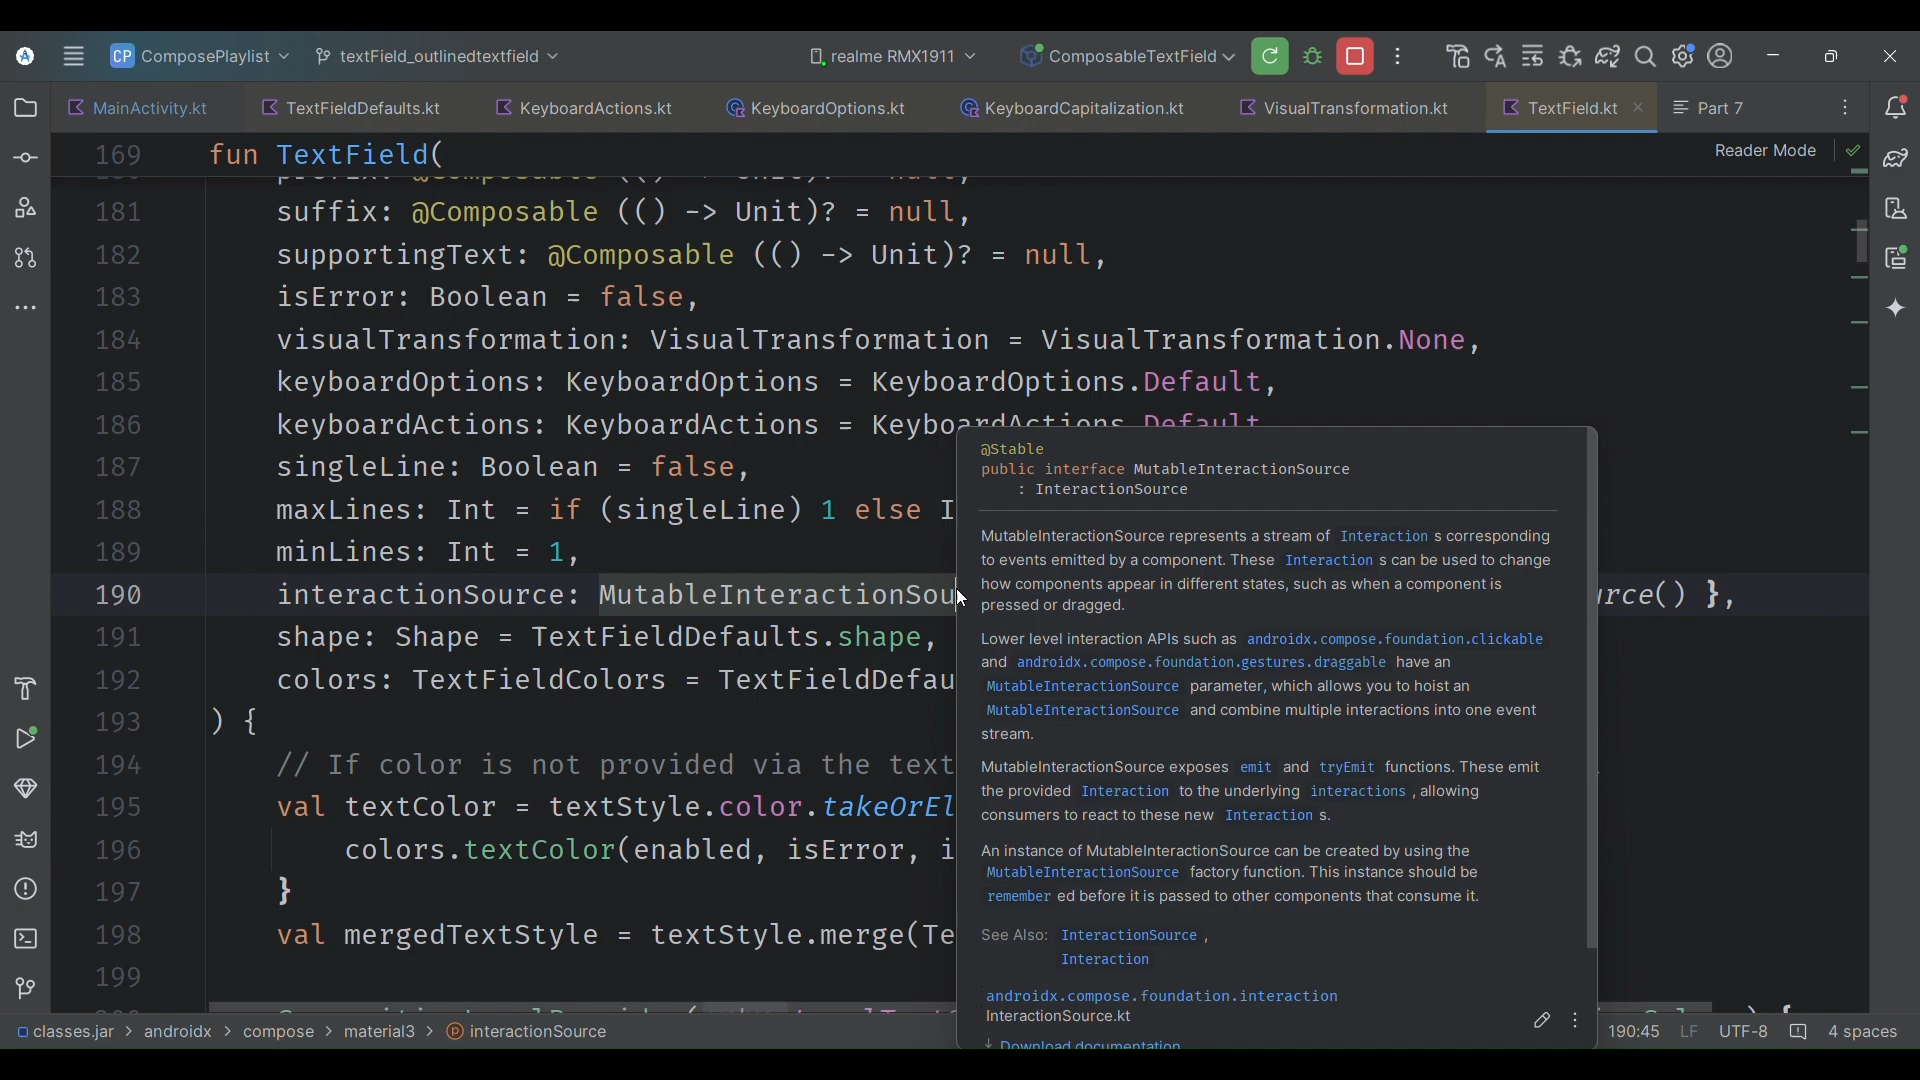 CP ComposePlaylist textField_outlinedtextfield realme RMX1911 ComposableTextField
MainActivity.kt TextFieldDefaults.kt KeyboardActions.kt KeyboardOptions.kt KeyboardCapitalization.kt VisualTransformation.kt TextField.kt Part 7
169 fun TextField(
Reader Mode
181 suffix: @Composable (() -> Unit)? = null,
182 supportingText: @Composable (() -> Unit)? = null,
183 isError: Boolean = false,
184 visualTransformation: VisualTransformation = VisualTransformation.None,
185 keyboardOptions: KeyboardOptions = KeyboardOptions.Default,
186 keyboardActions: KeyboardActions = KeyboardActions.Default
187 singleLine: Boolean = false,
188 maxLines: Int = if (singleLine) 1 else I
189 minLines: Int = 1,
190 interactionSource: MutableInteractionSou rce() },
191 shape: Shape = TextFieldDefaults.shape,
192 colors: TextFieldColors = TextFieldDefau
193 ) {
194 // If color is not provided via the text
195 val textColor = textStyle.color.takeOrEl
196 colors.textColor(enabled, isError, i
197 }
198 val mergedTextStyle = textStyle.merge(Te
199
@Stable
public interface MutableInteractionSource
: InteractionSource
MutableInteractionSource represents a stream of Interaction s corresponding
to events emitted by a component. These Interaction s can be used to change
how components appear in different states, such as when a component is
pressed or dragged.
Lower level interaction APIs such as androidx.compose.foundation.clickable
and androidx.compose.foundation.gestures.draggable have an
MutableInteractionSource parameter, which allows you to hoist an
MutableInteractionSource and combine multiple interactions into one event
stream.
MutableInteractionSource exposes emit and tryEmit functions. These emit
the provided Interaction to the underlying interactions , allowing
consumers to react to these new Interaction s.
An instance of MutableInteractionSource can be created by using the
MutableInteractionSource factory function. This instance should be
remember ed before it is passed to other components that consume it.
See Also: InteractionSource ,
Interaction
androidx.compose.foundation.interaction
InteractionSource.kt
Download documentation
classes.jar > androidx > compose > material3 > interactionSource
190:45 LF UTF-8 4 spaces